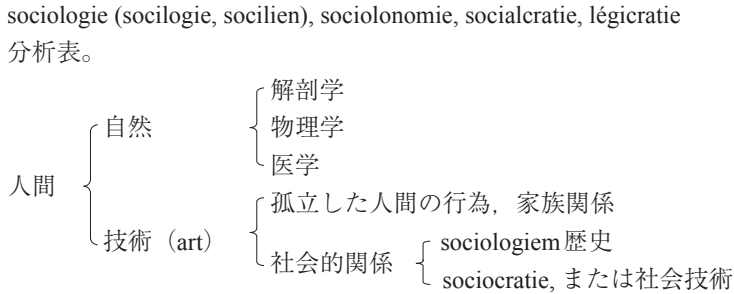 sociologie (socilogie, socilien), sociolonomie, socialcratie, légicratie
分析表。
解剖学
自然 物理学
医学
人間
孤立した人間の行為，家族関係
技術（art）
社会的関係 sociologiem歴史
sociocratie, または社会技術